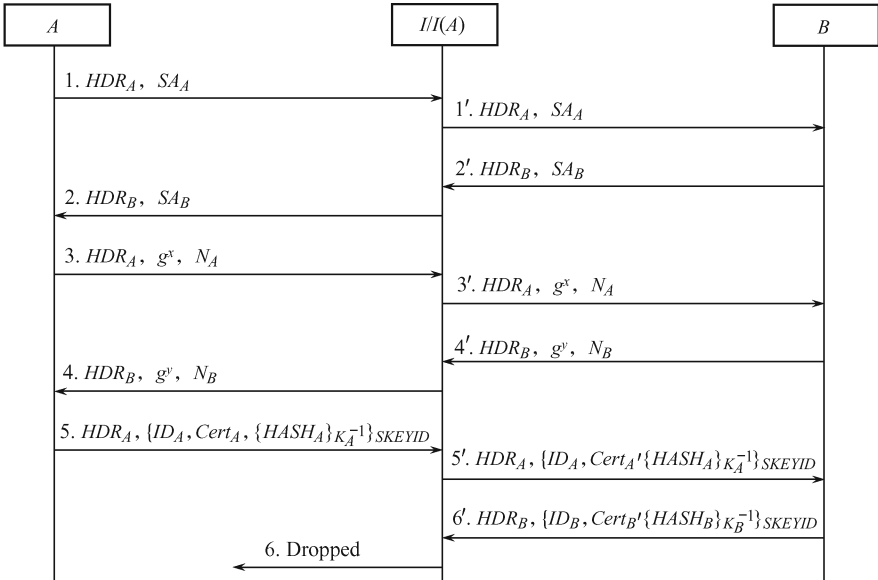 A
I/I(A)
B
1. HDR_A, SA_A
1′. HDR_A, SA_A
2′. HDR_B, SA_B
2. HDR_B, SA_B
3. HDR_A, g^x, N_A
3′. HDR_A, g^x, N_A
4′. HDR_B, g^y, N_B
4. HDR_B, g^y, N_B
5. HDR_A, {ID_A, Cert_A, {HASH_A}_{K_A^{-1}}}_{SKEYID}
5′. HDR_A, {ID_A, Cert_A′{HASH_A}_{K_A^{-1}}}_{SKEYID}
6′. HDR_B, {ID_B, Cert_B′{HASH_B}_{K_B^{-1}}}_{SKEYID}
6. Dropped